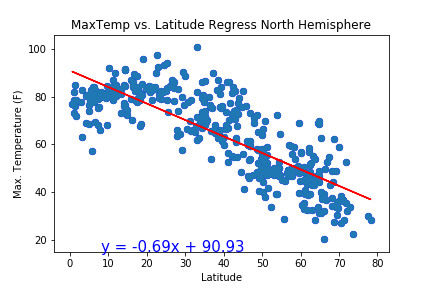 MaxTemp vs. Latitude Regress North Hemisphere
100
80
60
40
20
Max. Temperature (F)
y = -0.69x + 90.93
0 10 20 30 40 50 60 70 80
Latitude